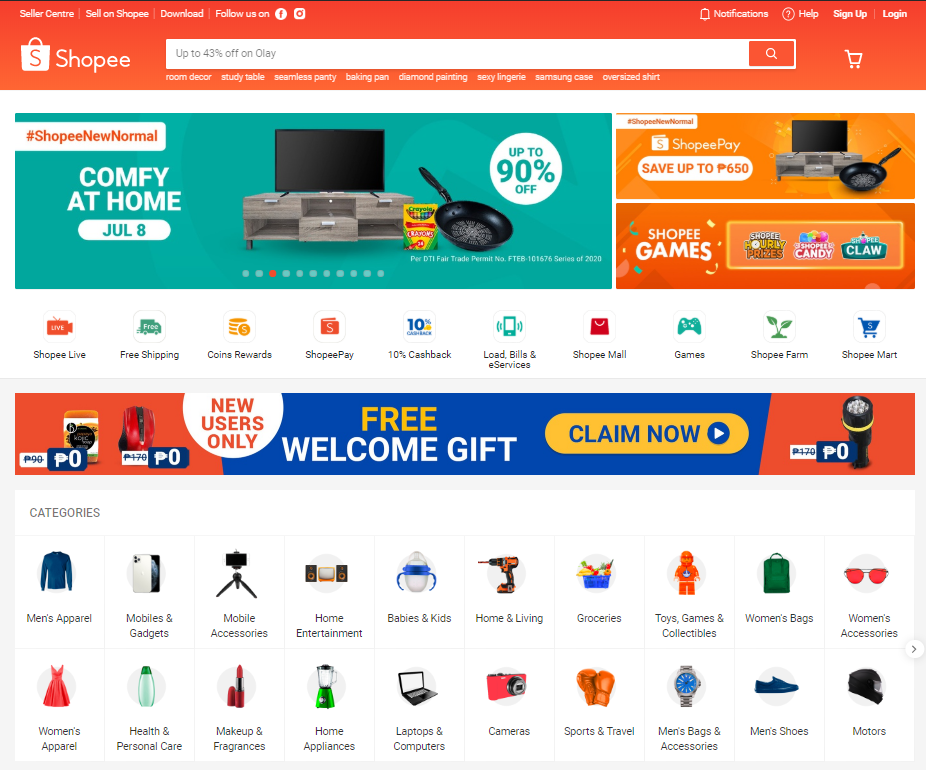 Seller Centre | Sell on Shopee | Download | Follow us on
Notifications Help Sign Up | Login
Shopee
Up to 43% off on Olay
room decor study table seamless panty baking pan diamond painting sexy lingerie samsung case oversized shirt
#ShopeeNewNormal
COMFY
AT HOME
JUL 8
UP TO
90%
OFF
Crayola
CRAYONS
24
Per DTI Fair Trade Permit No. FTEB-101676 Series of 2020
#ShopeeNewNormal
ShopeePay
SAVE UP TO ₱650
SHOPEE
GAMES
SHOPEE
HOURLY
PRIZES
SHOPEE
CANDY
SHOPEE
CLAW
LIVE
Free
10%
CASHBACK
Shopee Live
Free Shipping
Coins Rewards
ShopeePay
10% Cashback
Load, Bills &
eServices
Shopee Mall
Games
Shopee Farm
Shopee Mart
₱90
₱0
kojic
₱170
₱0
NEW
USERS
ONLY
FREE
WELCOME GIFT
CLAIM NOW
₱170
₱0
CATEGORIES
Men's Apparel
Mobiles &
Gadgets
Mobile
Accessories
Home
Entertainment
Babies & Kids
Home & Living
Groceries
Toys, Games &
Collectibles
Women's Bags
Women's
Accessories
Women's
Apparel
Health &
Personal Care
Makeup &
Fragrances
Home
Appliances
Laptops &
Computers
Cameras
Sports & Travel
Men's Bags &
Accessories
Men's Shoes
Motors